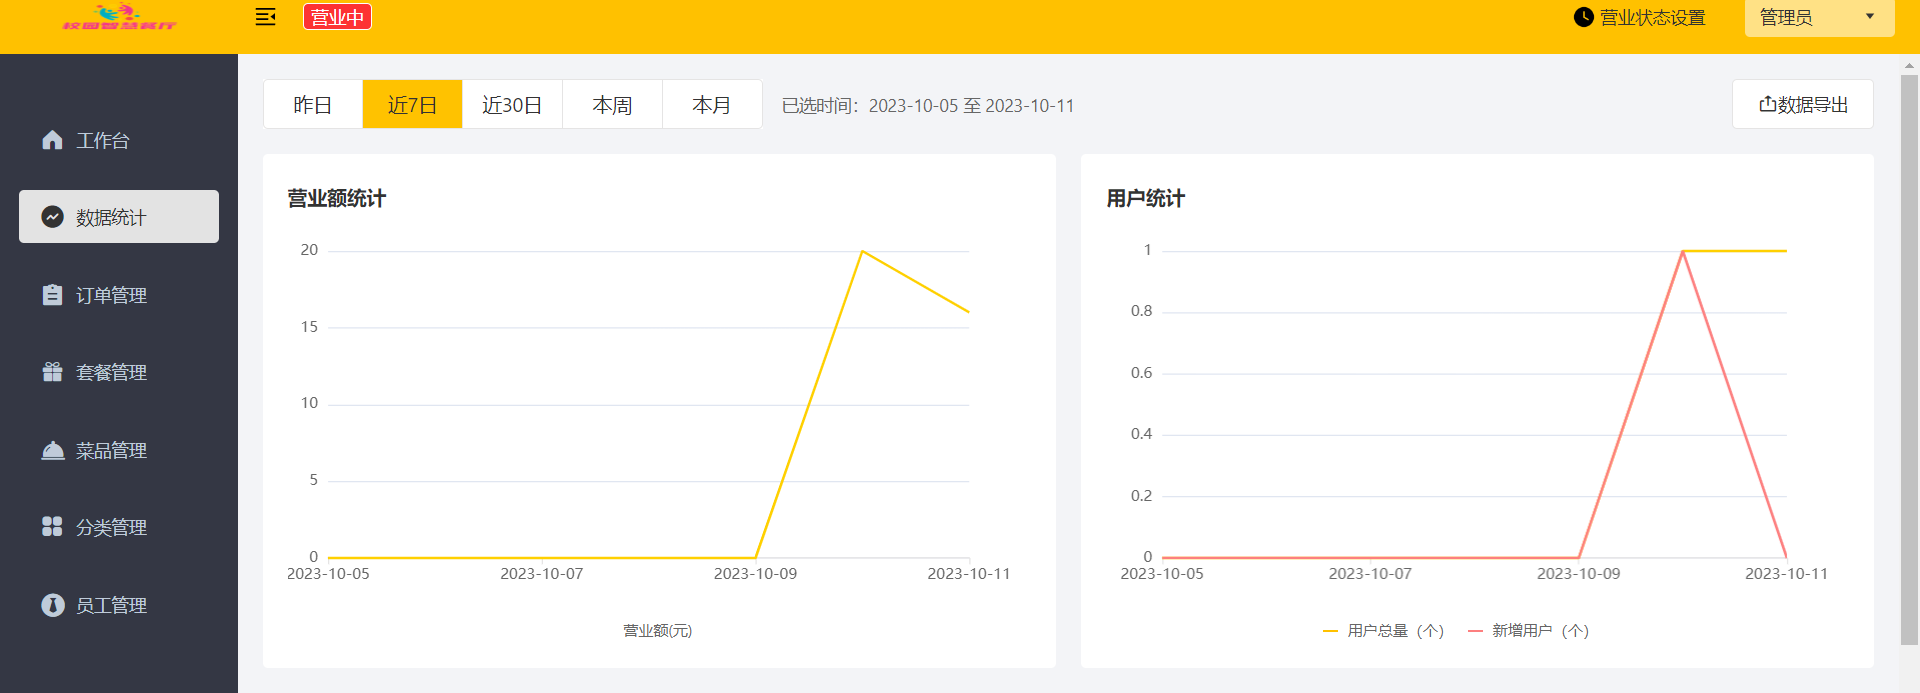 校园智慧餐厅
营业中
营业状态设置
管理员
工作台
数据统计
订单管理
套餐管理
菜品管理
分类管理
员工管理
昨日 近7日 近30日 本周 本月 已选时间：2023-10-05 至 2023-10-11
数据导出
营业额统计
20
15
10
5
0
2023-10-05 2023-10-07 2023-10-09 2023-10-11
营业额(元)
用户统计
1
0.8
0.6
0.4
0.2
0
2023-10-05 2023-10-07 2023-10-09 2023-10-11
用户总量（个） 新增用户（个）